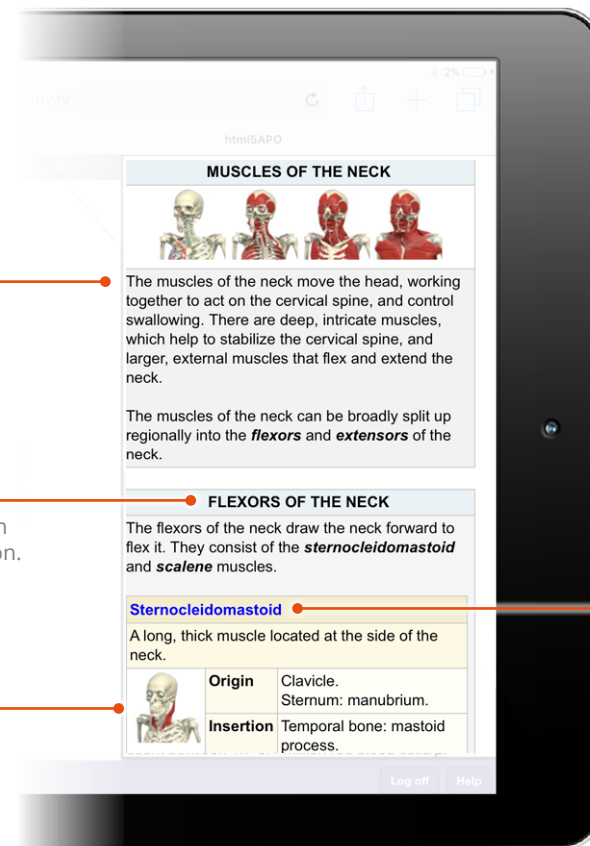 2%
ny.tv
html5APO
MUSCLES OF THE NECK
The muscles of the neck move the head, working
together to act on the cervical spine, and control
swallowing. There are deep, intricate muscles,
which help to stabilize the cervical spine, and
larger, external muscles that flex and extend the
neck.
The muscles of the neck can be broadly split up
regionally into the flexors and extensors of the
neck.
FLEXORS OF THE NECK
The flexors of the neck draw the neck forward to
flex it. They consist of the sternocleidomastoid
and scalene muscles.
n
on.
Sternocleidomastoid
A long, thick muscle located at the side of the
neck.
Origin Clavicle.
Sternum: manubrium.
Insertion Temporal bone: mastoid
process.
Log off Help